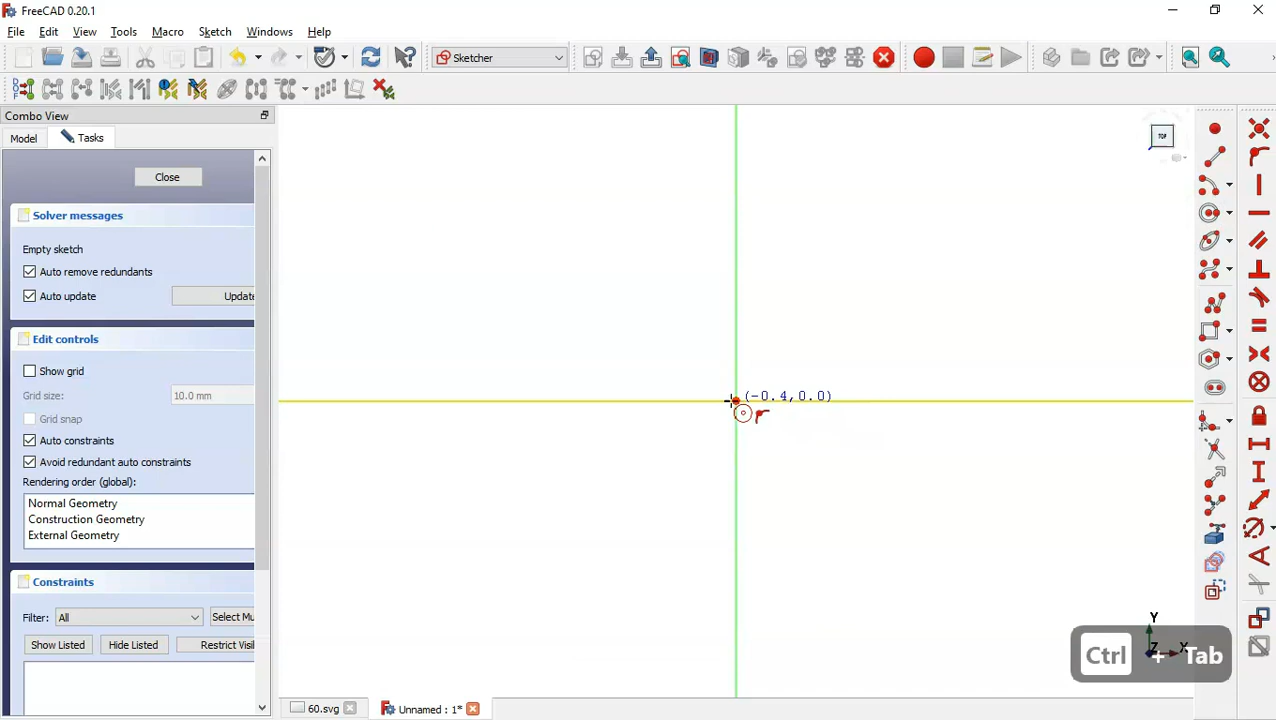 FreeCAD 0.20.1
File Edit View Tools Macro Sketch Windows Help
Sketcher
Combo View
Model Tasks
Close
Solver messages
Empty sketch
Auto remove redundants
Auto update Update
Edit controls
Show grid
Grid size: 10.0 mm
Grid snap
Auto constraints
Avoid redundant auto constraints
Rendering order (global):
Normal Geometry
Construction Geometry
External Geometry
Constraints
Filter: All Select Mu
Show Listed Hide Listed Restrict Visi
TOP
(-0.4,0.0)
Y
Z X
Ctrl + Tab
60.svg Unnamed : 1*